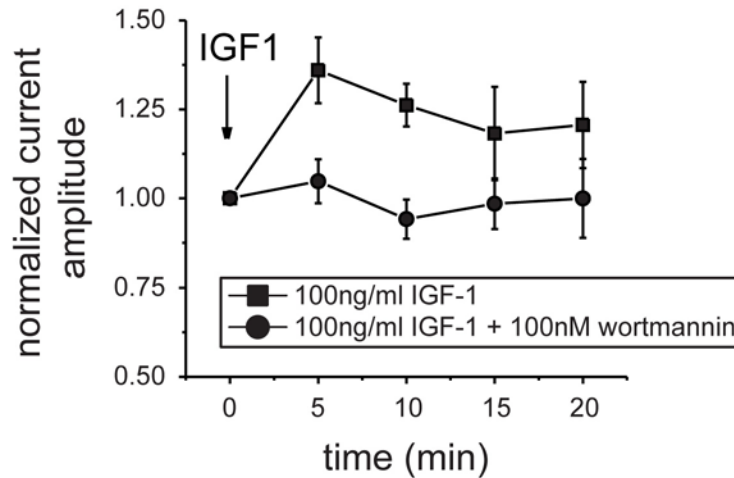 1.50
1.25
1.00
0.75
0.50
normalized current
amplitude
IGF1
100ng/ml IGF-1
100ng/ml IGF-1 + 100nM wortmannin
0 5 10 15 20
time (min)